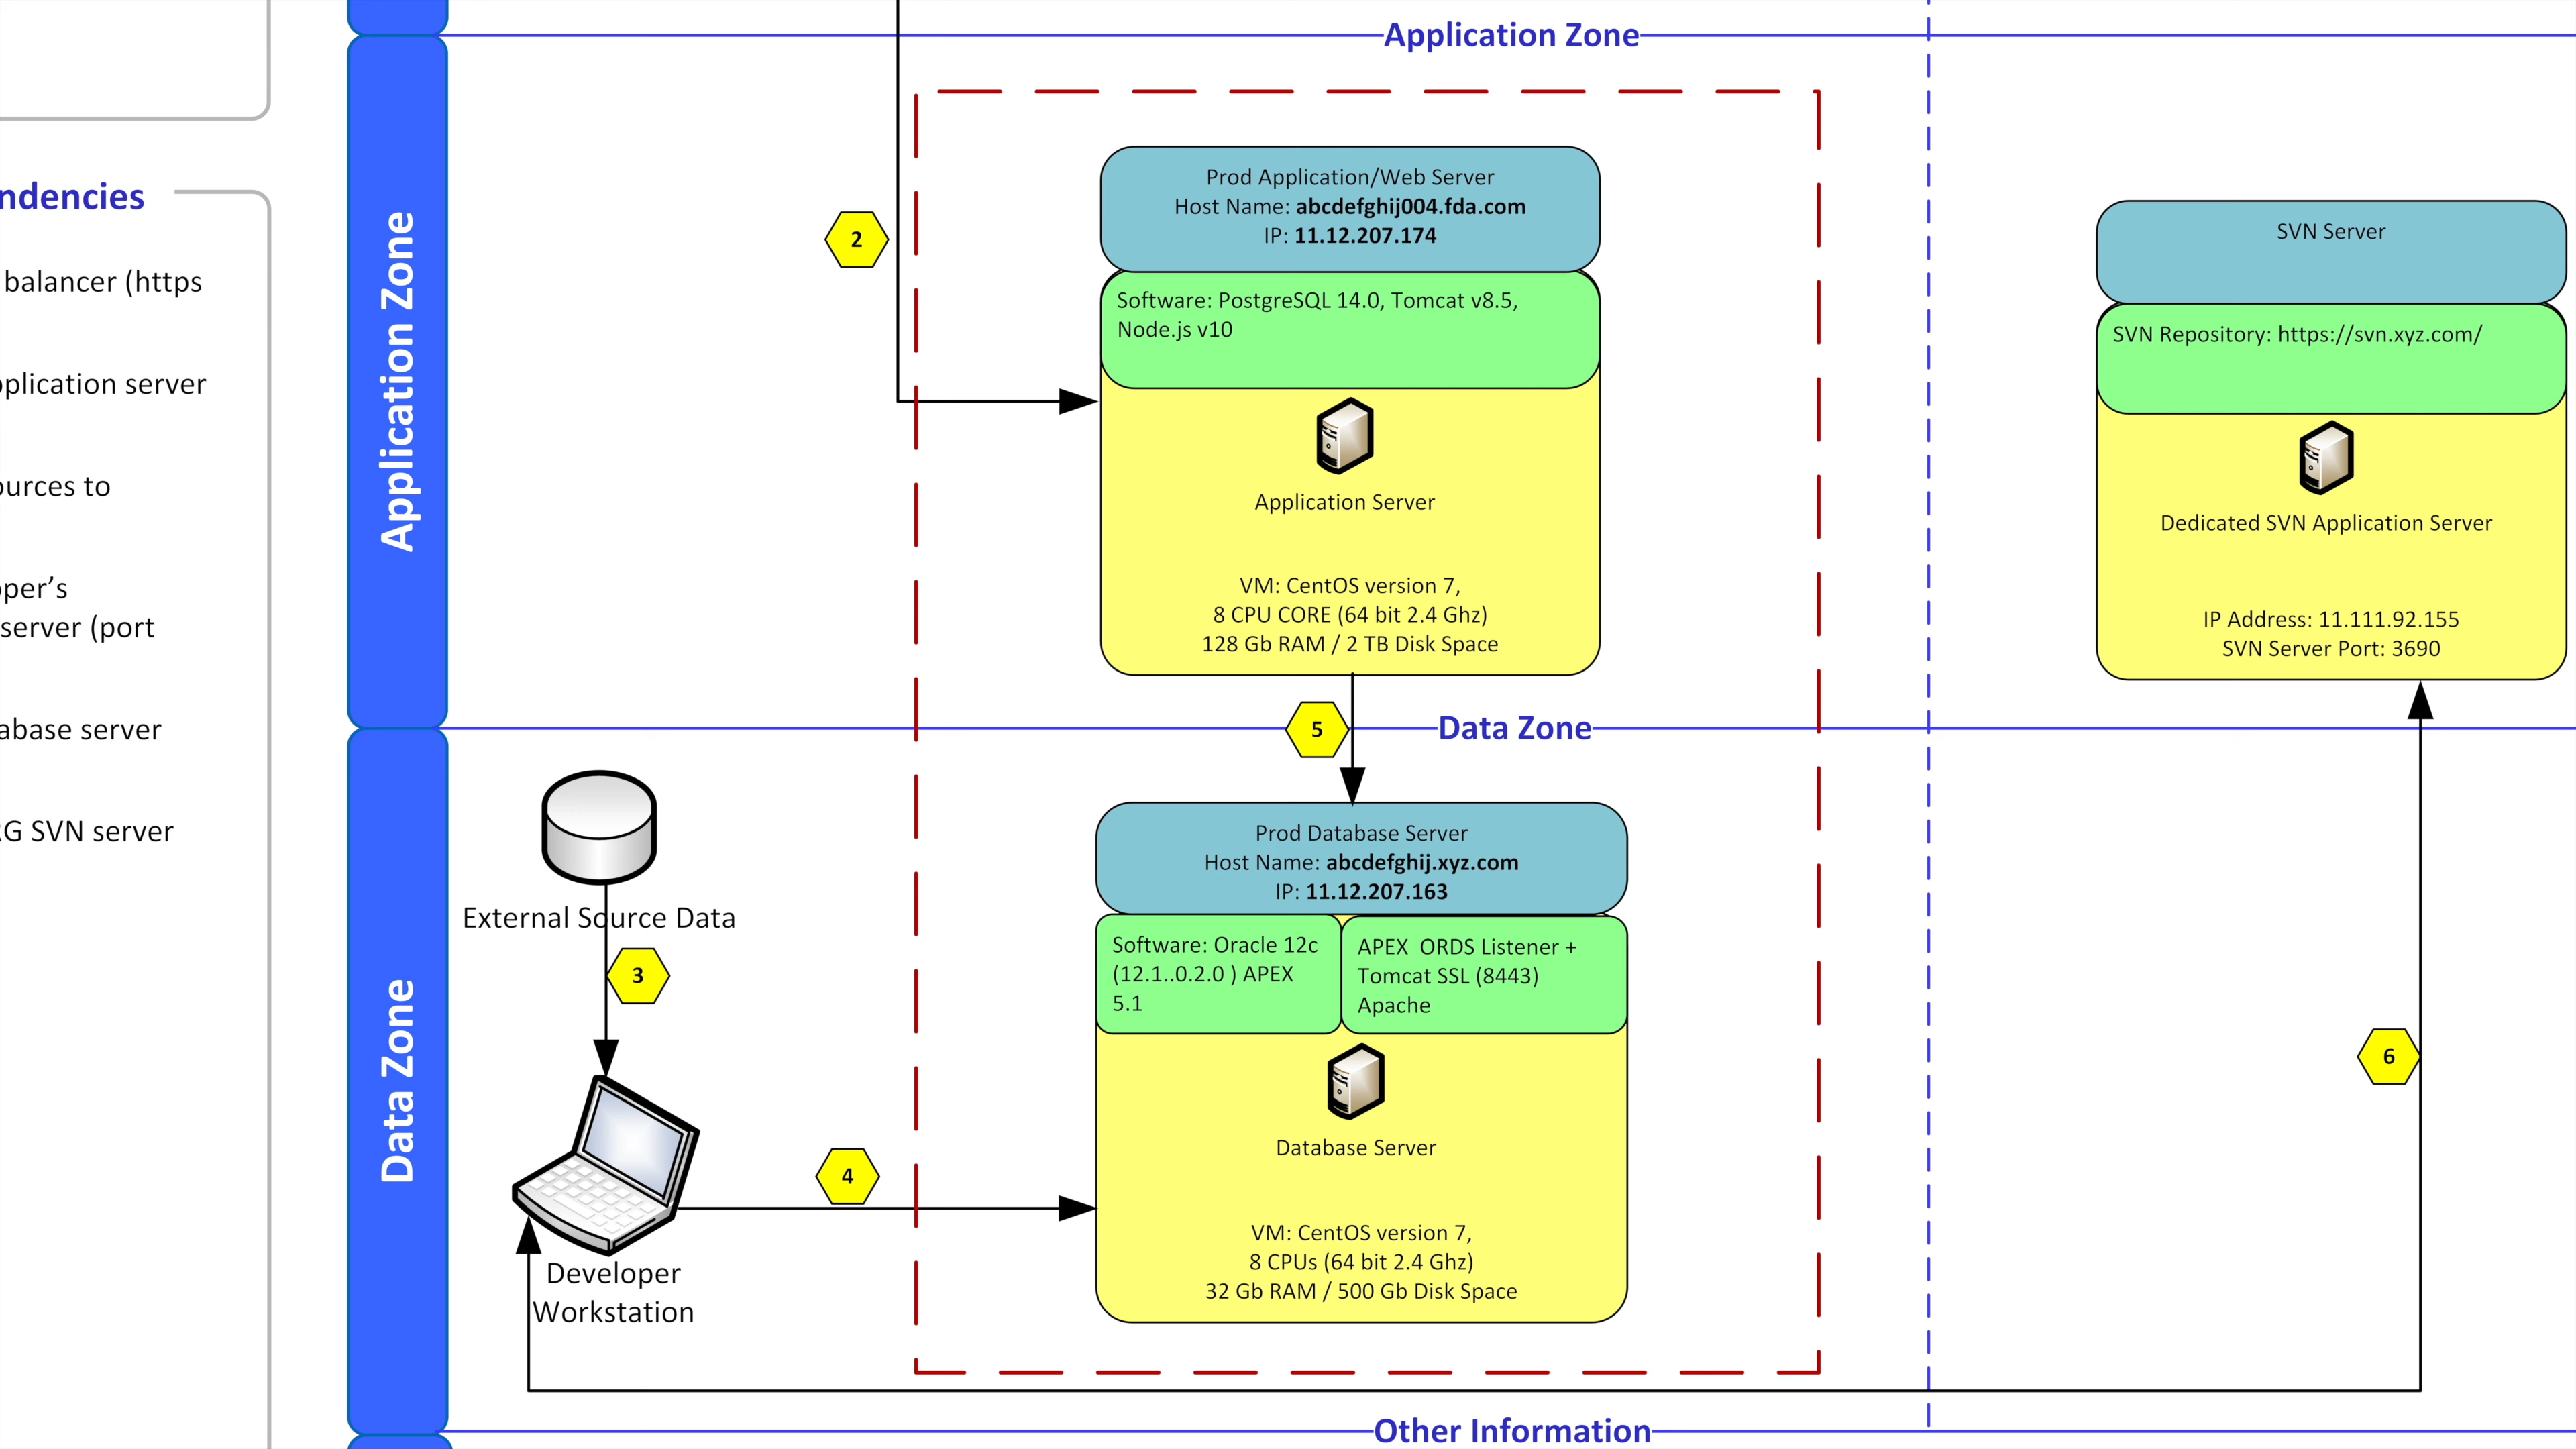 ndencies
balancer (https
plication server
urces to
per’s
server (port
abase server
G SVN server
Application Zone
Data Zone
Application Zone
2
Prod Application/Web Server
Host Name: abcdefghij004.fda.com
IP: 11.12.207.174
Software: PostgreSQL 14.0, Tomcat v8.5,
Node.js v10
Application Server
VM: CentOS version 7,
8 CPU CORE (64 bit 2.4 Ghz)
128 Gb RAM / 2 TB Disk Space
SVN Server
SVN Repository: https://svn.xyz.com/
Dedicated SVN Application Server
IP Address: 11.111.92.155
SVN Server Port: 3690
5
Data Zone
External Source Data
3
Developer
Workstation
4
Prod Database Server
Host Name: abcdefghij.xyz.com
IP: 11.12.207.163
Software: Oracle 12c
(12.1..0.2.0 ) APEX
5.1
APEX  ORDS Listener +
Tomcat SSL (8443)
Apache
Database Server
VM: CentOS version 7,
8 CPUs (64 bit 2.4 Ghz)
32 Gb RAM / 500 Gb Disk Space
6
Other Information